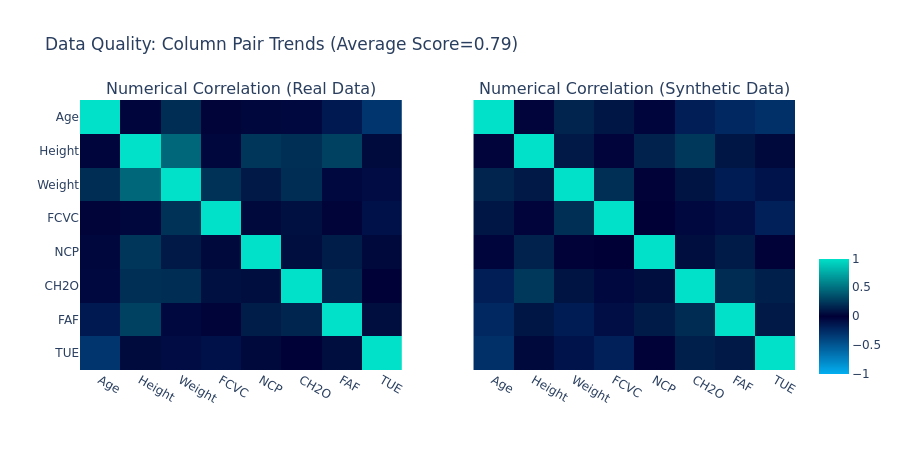 Data Quality: Column Pair Trends (Average Score=0.79)
Numerical Correlation (Real Data)
Numerical Correlation (Synthetic Data)
Age
Height
Weight
FCVC
NCP
CH2O
FAF
TUE
Age
Height
Weight
FCVC
NCP
CH2O
FAF
TUE
Age
Height
Weight
FCVC
NCP
CH2O
FAF
TUE
1
0.5
0
−0.5
−1